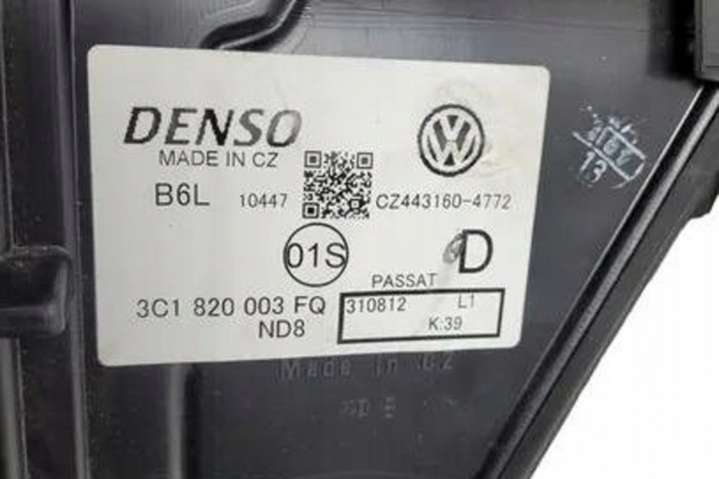 DENSO
MADE IN CZ
B6L 10447 CZ443160-4772
01S
D
PASSAT
3C1 820 003 FQ 310812 L1
ND8 K:39
Made in CZ
13